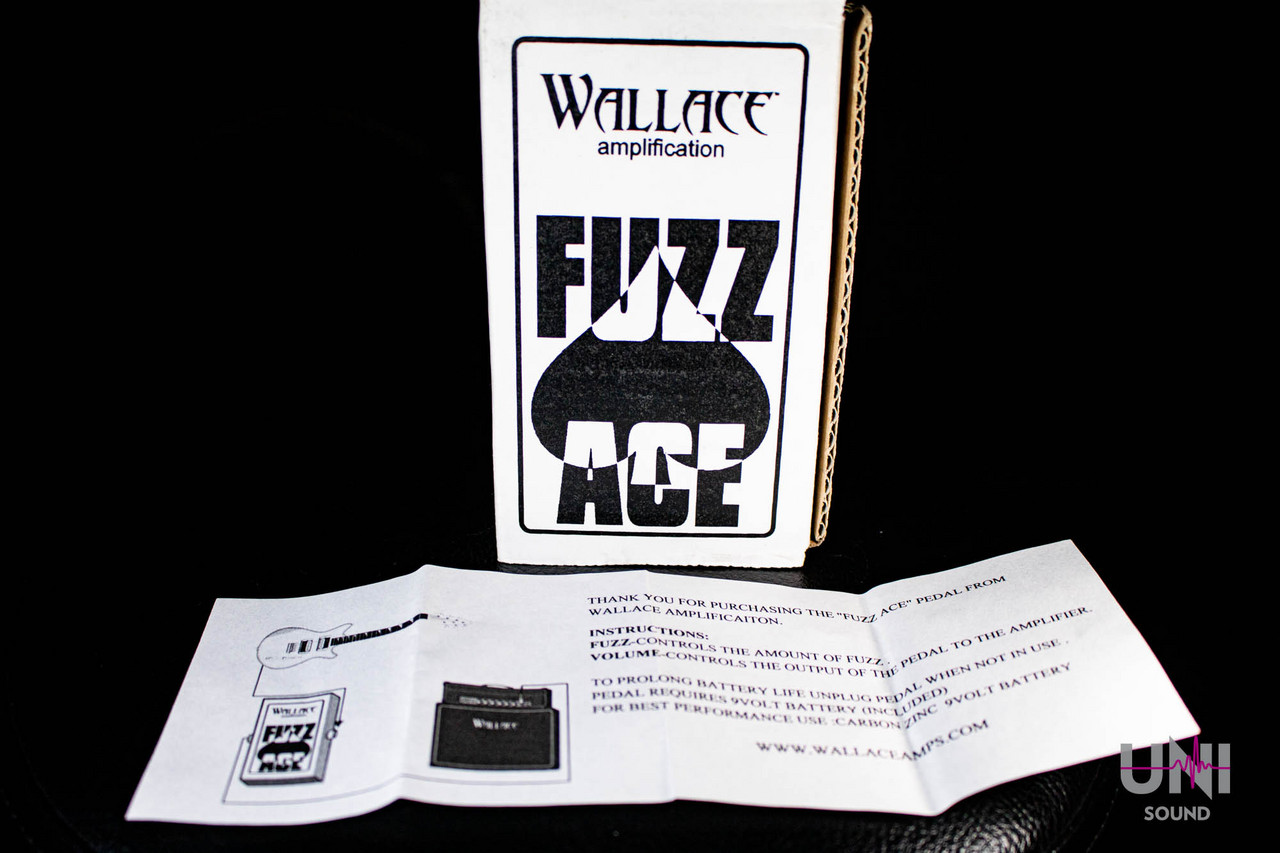 WALLACE™
amplification
FUZZ
ACE
THANK YOU FOR PURCHASING THE "FUZZ ACE" PEDAL FROM
WALLACE AMPLIFICAITON.
INSTRUCTIONS:
FUZZ-CONTROLS THE AMOUNT OF FUZZ .
VOLUME-CONTROLS THE OUTPUT OF THE PEDAL TO THE AMPLIFIER.
TO PROLONG BATTERY LIFE UNPLUG PEDAL WHEN NOT IN USE .
PEDAL REQUIRES 9VOLT BATTERY (INCLUDED)
FOR BEST PERFORMANCE USE :CARBON ZINC 9VOLT BATTERY
WWW.WALLACEAMPS.COM
WALLACE
amplification
FUZZ
ACE
WALLACE
UNI
SOUND